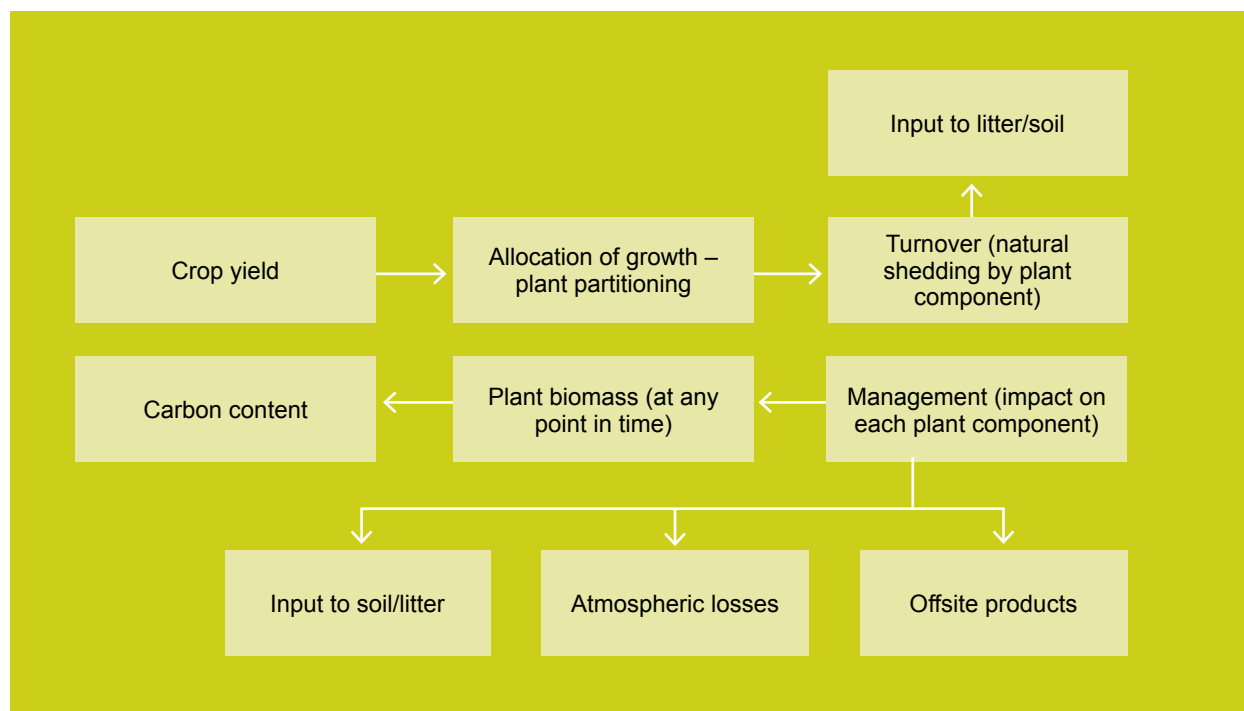 Input to litter/soil
Crop yield
Allocation of growth –
plant partitioning
Turnover (natural
shedding by plant
component)
Carbon content
Plant biomass (at any
point in time)
Management (impact on
each plant component)
Input to soil/litter
Atmospheric losses
Offsite products